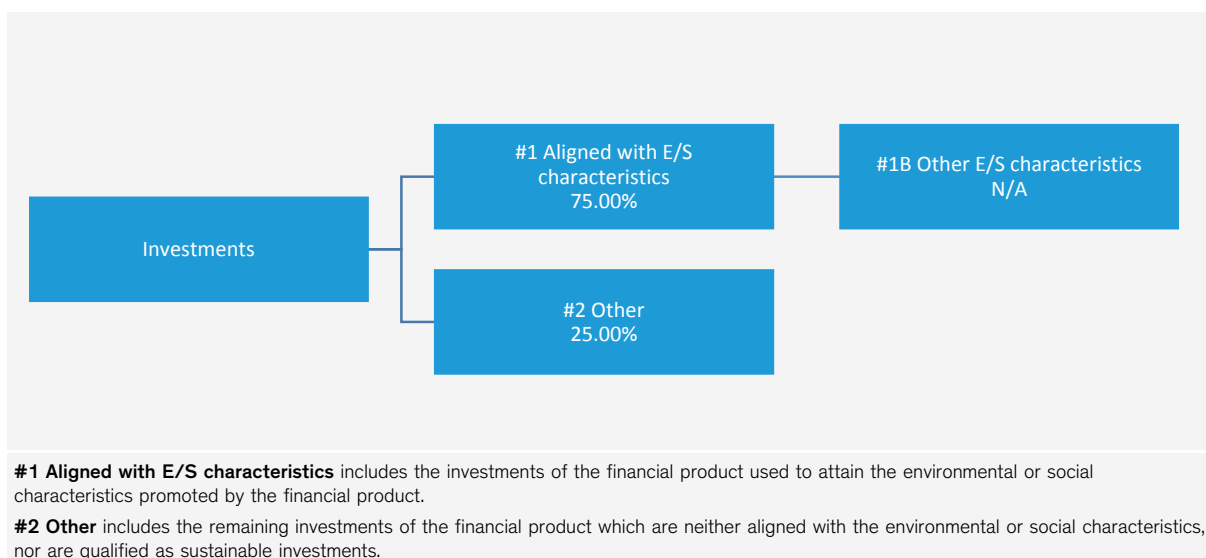 #1 Aligned with E/S
characteristics
75.00%
#1B Other E/S characteristics
N/A
Investments
#2 Other
25.00%
#1 Aligned with E/S characteristics includes the investments of the financial product used to attain the environmental or social
characteristics promoted by the financial product.
#2 Other includes the remaining investments of the financial product which are neither aligned with the environmental or social characteristics,
nor are qualified as sustainable investments.